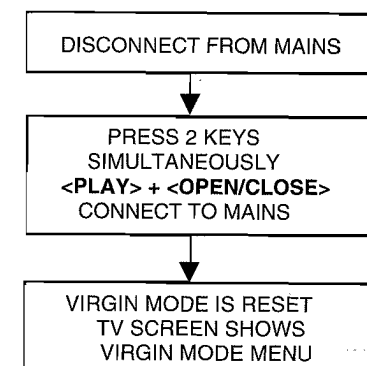 DISCONNECT FROM MAINS
PRESS 2 KEYS
SIMULTANEOUSLY
<PLAY> + <OPEN/CLOSE>
CONNECT TO MAINS
VIRGIN MODE IS RESET
TV SCREEN SHOWS
VIRGIN MODE MENU